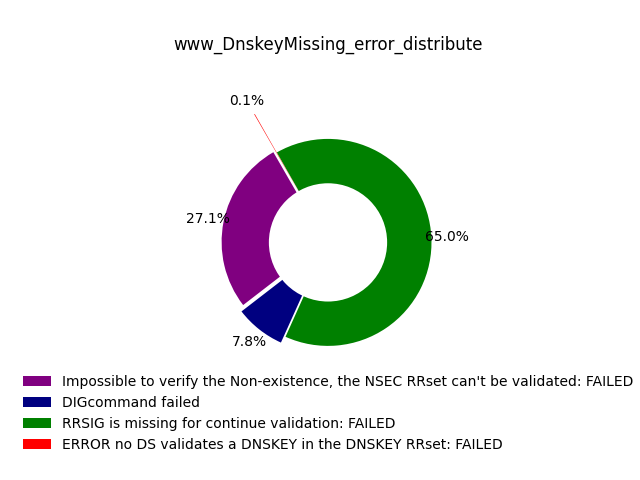 www_DnskeyMissing_error_distribute
0.1%
27.1%
65.0%
7.8%
Impossible to verify the Non-existence, the NSEC RRset can't be validated: FAILED
DIGcommand failed
RRSIG is missing for continue validation: FAILED
ERROR no DS validates a DNSKEY in the DNSKEY RRset: FAILED